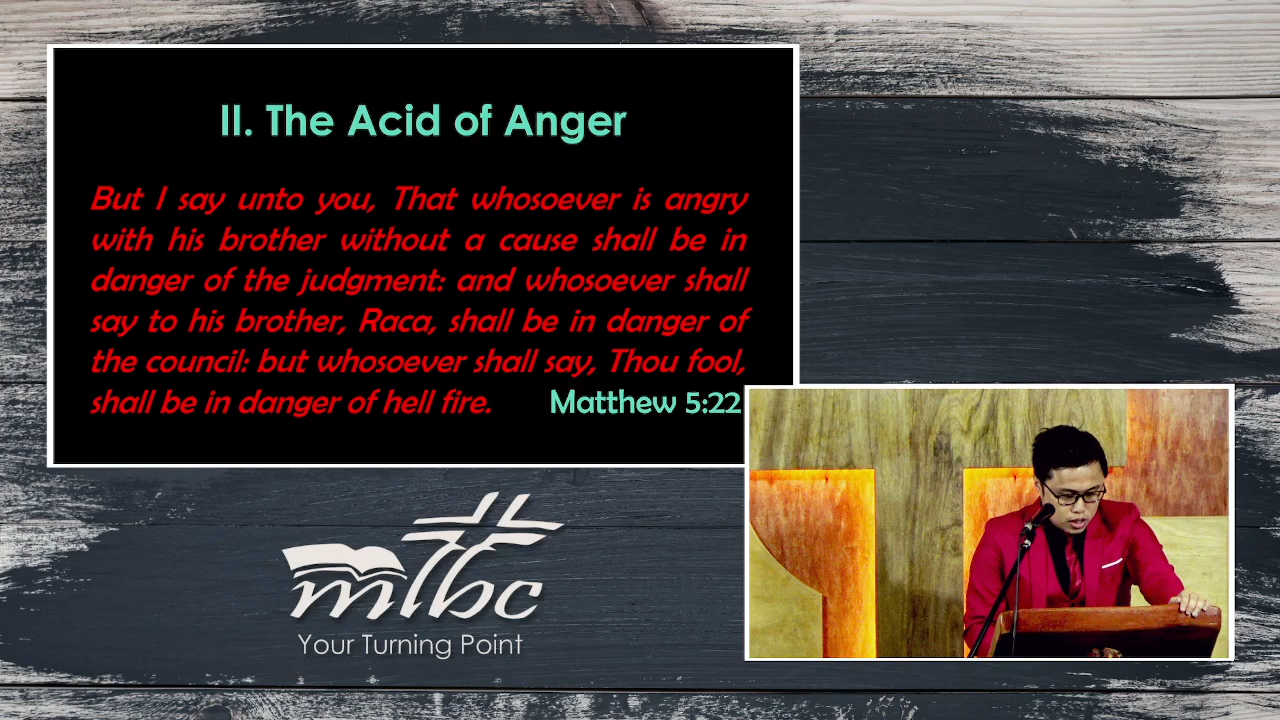 II. The Acid of Anger
But I say unto you, That whosoever is angry
with his brother without a cause shall be in
danger of the judgment: and whosoever shall
say to his brother, Raca, shall be in danger of
the council: but whosoever shall say, Thou fool,
shall be in danger of hell fire. Matthew 5:22
mlbc
Your Turning Point